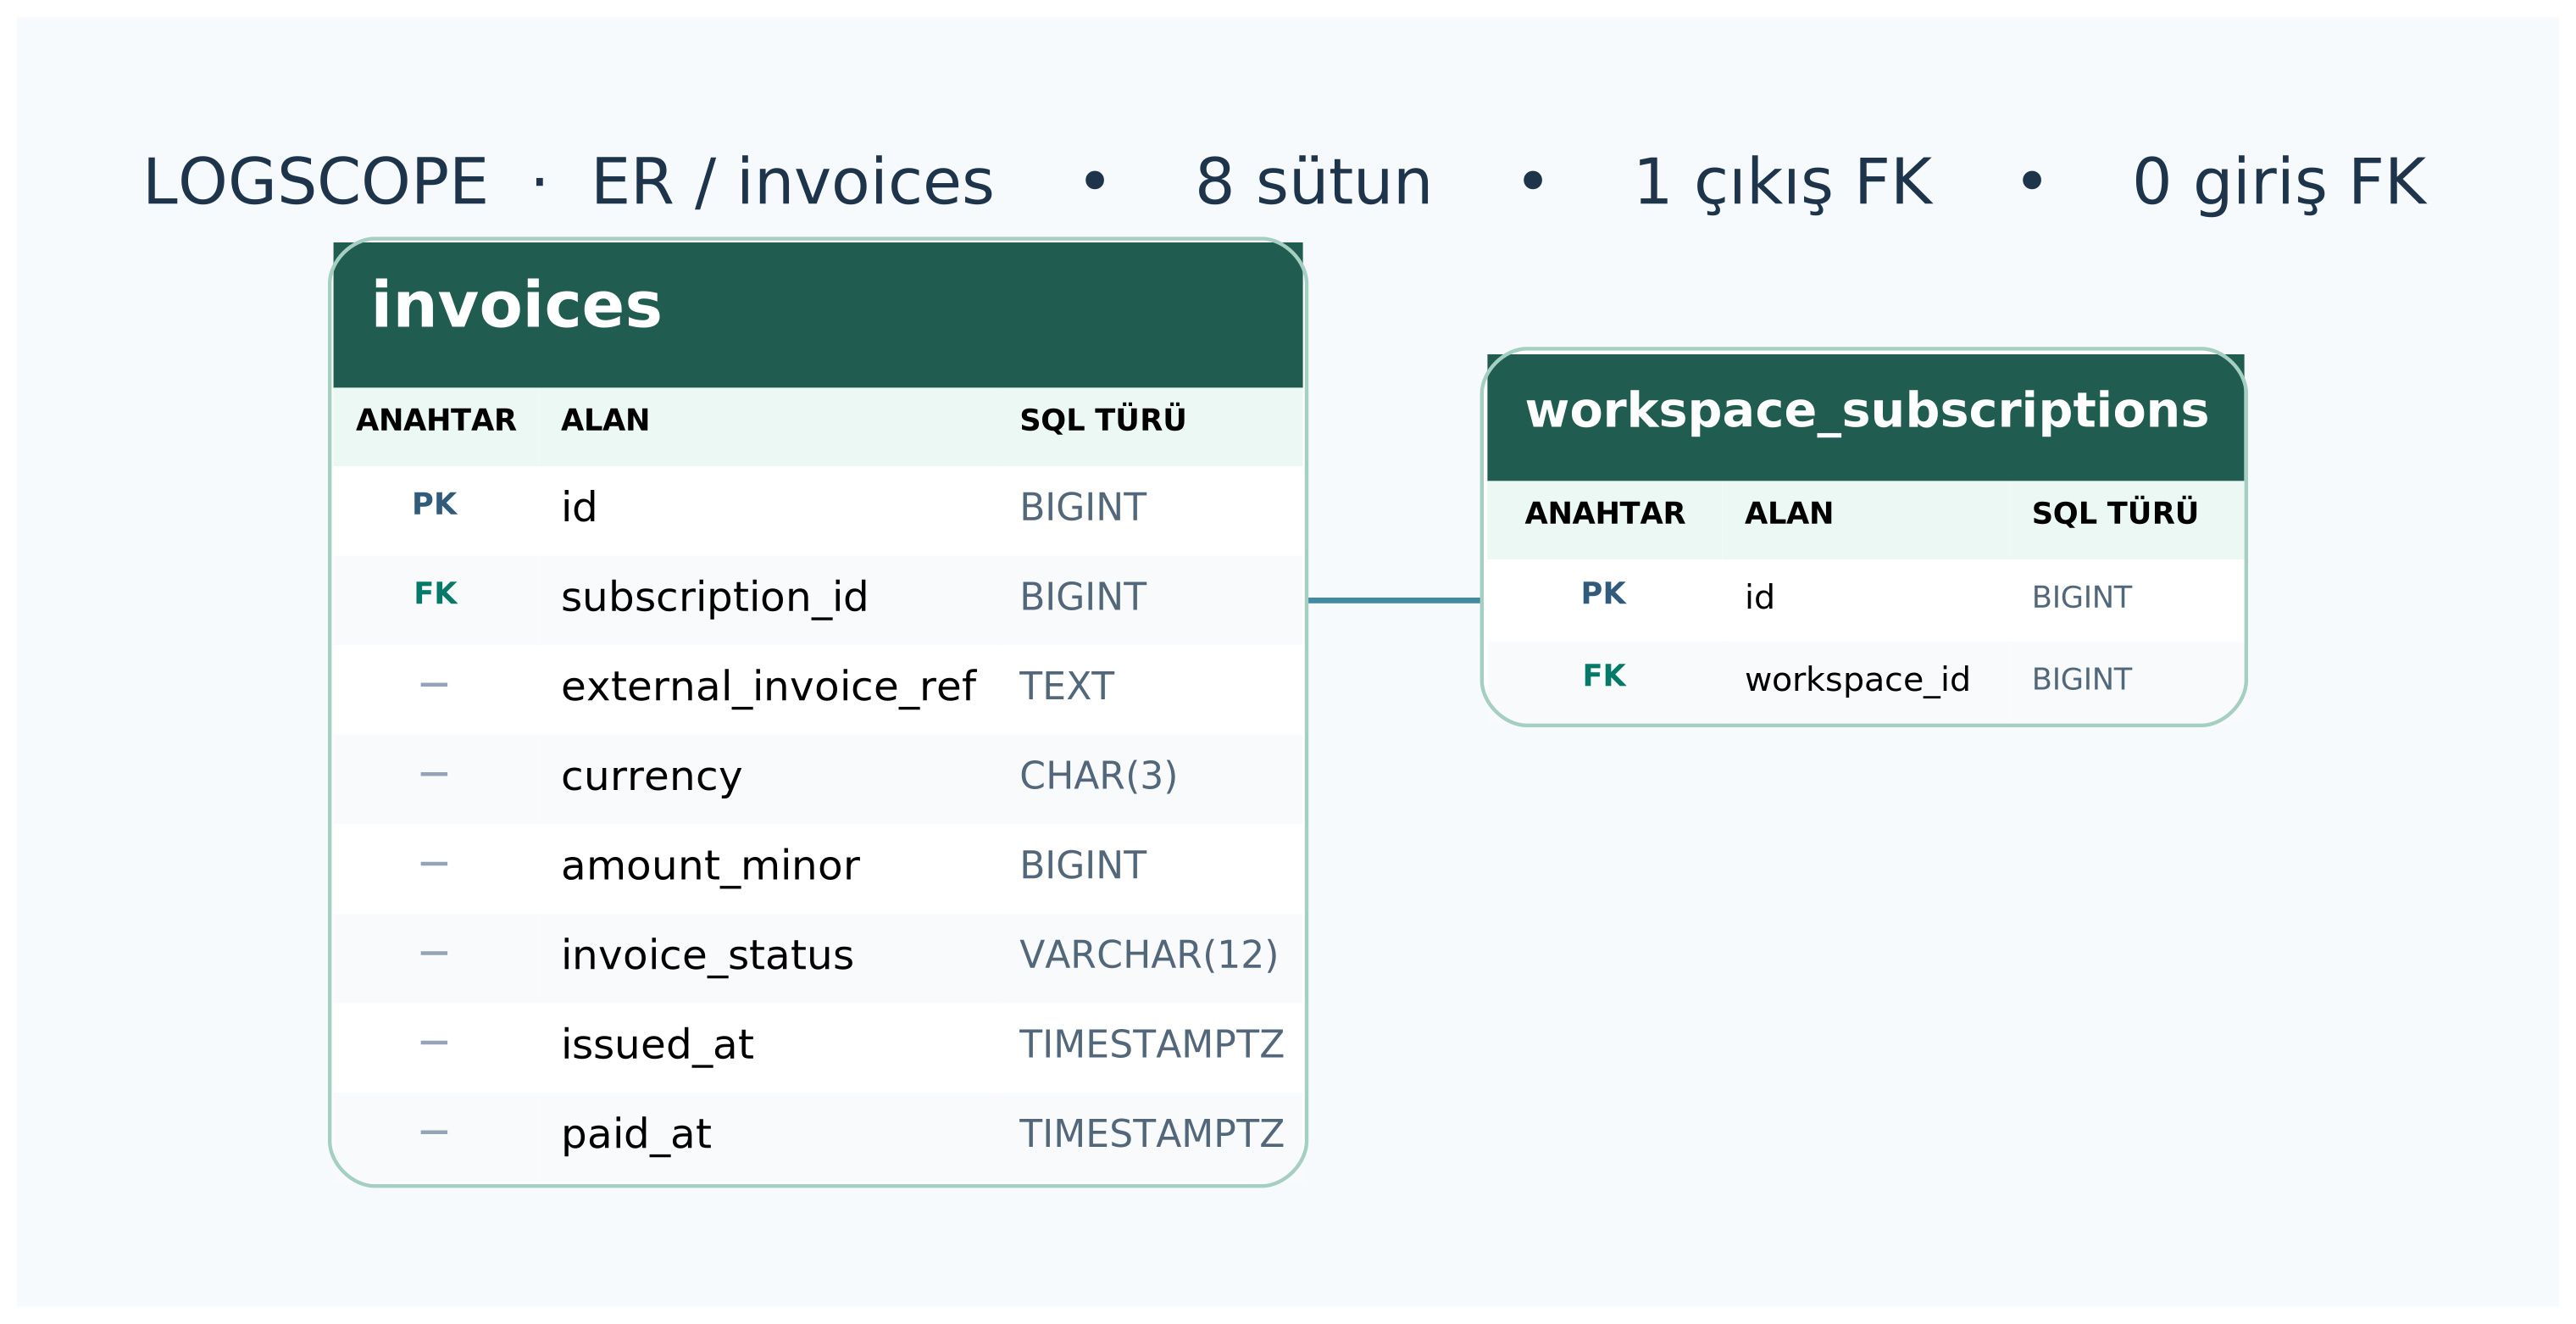 LOGSCOPE · ER / invoices • 8 sütun • 1 çıkış FK • 0 giriş FK
invoices
ANAHTAR ALAN SQL TÜRÜ
PK id BIGINT
FK subscription_id BIGINT
— external_invoice_ref TEXT
— currency CHAR(3)
— amount_minor BIGINT
— invoice_status VARCHAR(12)
— issued_at TIMESTAMPTZ
— paid_at TIMESTAMPTZ
workspace_subscriptions
ANAHTAR ALAN SQL TÜRÜ
PK id BIGINT
FK workspace_id BIGINT